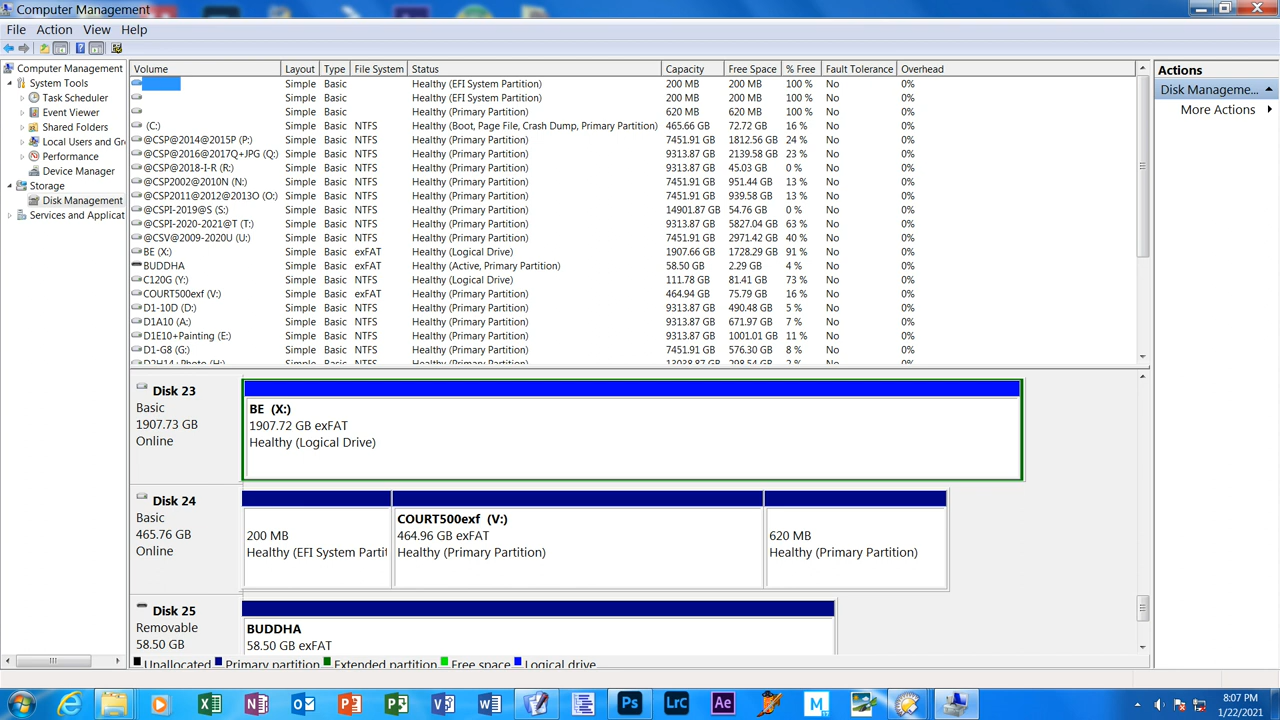 Computer Management
File Action View Help
Computer Management
System Tools
Task Scheduler
Event Viewer
Shared Folders
Local Users and Gr
Performance
Device Manager
Storage
Disk Management
Services and Applicat
Volume Layout Type File System Status Capacity Free Space % Free Fault Tolerance Overhead
Simple Basic Healthy (EFI System Partition) 200 MB 200 MB 100 % No 0%
Simple Basic Healthy (EFI System Partition) 200 MB 200 MB 100 % No 0%
Simple Basic Healthy (Primary Partition) 620 MB 620 MB 100 % No 0%
(C:) Simple Basic NTFS Healthy (Boot, Page File, Crash Dump, Primary Partition) 465.66 GB 72.72 GB 16 % No 0%
@CSP@2014@2015P (P:) Simple Basic NTFS Healthy (Primary Partition) 7451.91 GB 1812.56 GB 24 % No 0%
@CSP@2016@2017Q+JPG (Q:) Simple Basic NTFS Healthy (Primary Partition) 9313.87 GB 2139.58 GB 23 % No 0%
@CSP@2018-I-R (R:) Simple Basic NTFS Healthy (Primary Partition) 9313.87 GB 45.03 GB 0 % No 0%
@CSP2002@2010N (N:) Simple Basic NTFS Healthy (Primary Partition) 7451.91 GB 951.44 GB 13 % No 0%
@CSP2011@2012@2013O (O:) Simple Basic NTFS Healthy (Primary Partition) 7451.91 GB 939.58 GB 13 % No 0%
@CSPI-2019@S (S:) Simple Basic NTFS Healthy (Primary Partition) 14901.87 GB 54.76 GB 0 % No 0%
@CSPI-2020-2021@T (T:) Simple Basic NTFS Healthy (Primary Partition) 9313.87 GB 5827.04 GB 63 % No 0%
@CSV@2009-2020U (U:) Simple Basic NTFS Healthy (Primary Partition) 7451.91 GB 2971.42 GB 40 % No 0%
BE (X:) Simple Basic exFAT Healthy (Logical Drive) 1907.66 GB 1728.29 GB 91 % No 0%
BUDDHA Simple Basic exFAT Healthy (Active, Primary Partition) 58.50 GB 2.29 GB 4 % No 0%
C120G (Y:) Simple Basic NTFS Healthy (Logical Drive) 111.78 GB 81.41 GB 73 % No 0%
COURT500exf (V:) Simple Basic exFAT Healthy (Primary Partition) 464.94 GB 75.79 GB 16 % No 0%
D1-10D (D:) Simple Basic NTFS Healthy (Primary Partition) 9313.87 GB 490.48 GB 5 % No 0%
D1A10 (A:) Simple Basic NTFS Healthy (Primary Partition) 9313.87 GB 671.97 GB 7 % No 0%
D1E10+Painting (E:) Simple Basic NTFS Healthy (Primary Partition) 9313.87 GB 1001.01 GB 11 % No 0%
D1-G8 (G:) Simple Basic NTFS Healthy (Primary Partition) 7451.91 GB 576.30 GB 8 % No 0%
Disk 23
Basic
1907.73 GB
Online
BE (X:)
1907.72 GB exFAT
Healthy (Logical Drive)
Disk 24
Basic
465.76 GB
Online
200 MB
Healthy (EFI System Partit
COURT500exf (V:)
464.96 GB exFAT
Healthy (Primary Partition)
620 MB
Healthy (Primary Partition)
Disk 25
Removable
58.50 GB
BUDDHA
58.50 GB exFAT
Unallocated Primary partition Extended partition Free space Logical drive
Actions
Disk Manageme...
More Actions
Ps LrC Ae M
8:07 PM
1/22/2021